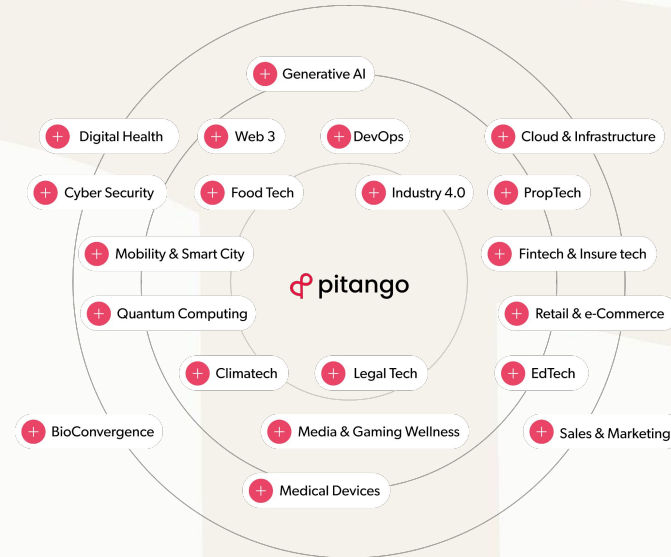 Generative AI
Digital Health
Web 3
DevOps
Cloud & Infrastructure
Cyber Security
Food Tech
Industry 4.0
PropTech
Mobility & Smart City
Fintech & Insure tech
pitango
Quantum Computing
Retail & e-Commerce
Climatech
Legal Tech
EdTech
BioConvergence
Media & Gaming Wellness
Sales & Marketing
Medical Devices